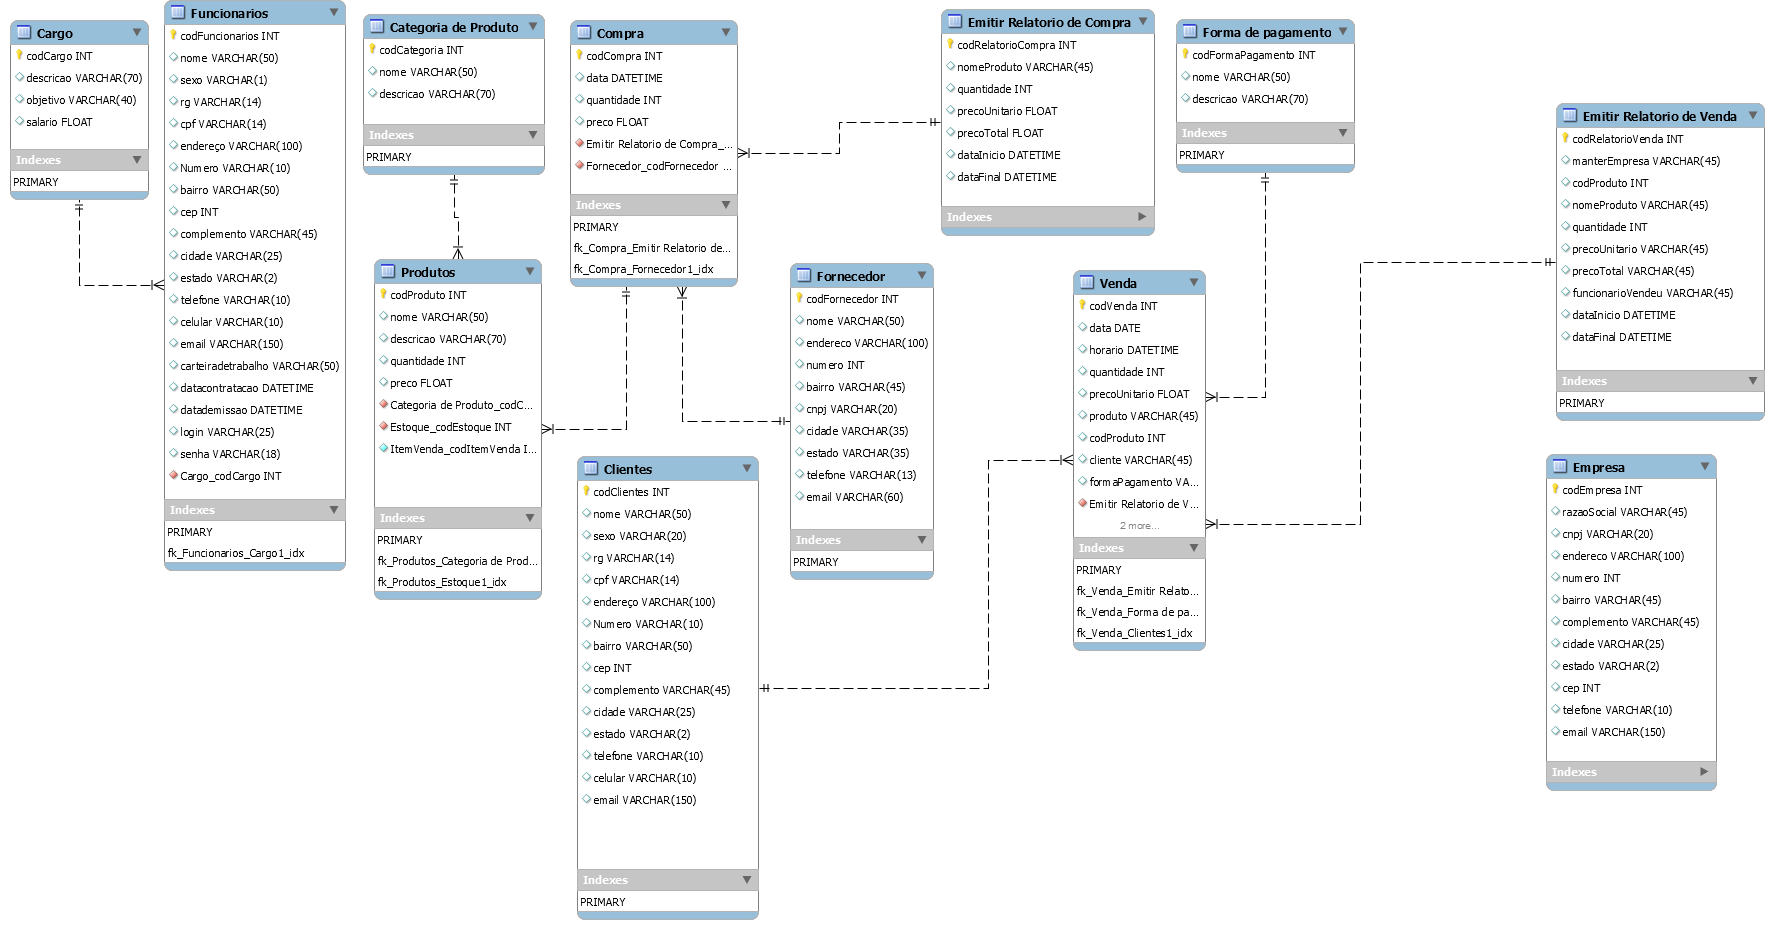 Cargo
codCargo INT
descricao VARCHAR(70)
objetivo VARCHAR(40)
salario FLOAT
Indexes
PRIMARY
Funcionarios
codFuncionarios INT
nome VARCHAR(50)
sexo VARCHAR(1)
rg VARCHAR(14)
cpf VARCHAR(14)
endereço VARCHAR(100)
Numero VARCHAR(10)
bairro VARCHAR(50)
cep INT
complemento VARCHAR(45)
cidade VARCHAR(25)
estado VARCHAR(2)
telefone VARCHAR(10)
celular VARCHAR(10)
email VARCHAR(150)
carteiradetrabalho VARCHAR(50)
datacontratacao DATETIME
datademissao DATETIME
login VARCHAR(25)
senha VARCHAR(18)
Cargo_codCargo INT
Indexes
PRIMARY
fk_Funcionarios_Cargo1_idx
Categoria de Produto
codCategoria INT
nome VARCHAR(50)
descricao VARCHAR(70)
Indexes
PRIMARY
Produtos
codProduto INT
nome VARCHAR(50)
descricao VARCHAR(70)
quantidade INT
preco FLOAT
Categoria de Produto_codC...
Estoque_codEstoque INT
ItemVenda_codItemVenda I...
Indexes
PRIMARY
fk_Produtos_Categoria de Prod...
fk_Produtos_Estoque1_idx
Compra
codCompra INT
data DATETIME
quantidade INT
preco FLOAT
Emitir Relatorio de Compra_...
Fornecedor_codFornecedor ...
Indexes
PRIMARY
fk_Compra_Emitir Relatorio de...
fk_Compra_Fornecedor1_idx
Clientes
codClientes INT
nome VARCHAR(50)
sexo VARCHAR(20)
rg VARCHAR(14)
cpf VARCHAR(14)
endereço VARCHAR(100)
Numero VARCHAR(10)
bairro VARCHAR(50)
cep INT
complemento VARCHAR(45)
cidade VARCHAR(25)
estado VARCHAR(2)
telefone VARCHAR(10)
celular VARCHAR(10)
email VARCHAR(150)
Indexes
PRIMARY
Fornecedor
codFornecedor INT
nome VARCHAR(50)
endereco VARCHAR(100)
numero INT
bairro VARCHAR(45)
cnpj VARCHAR(20)
cidade VARCHAR(35)
estado VARCHAR(35)
telefone VARCHAR(13)
email VARCHAR(60)
Indexes
PRIMARY
Emitir Relatorio de Compra
codRelatorioCompra INT
nomeProduto VARCHAR(45)
quantidade INT
precoUnitario FLOAT
precoTotal FLOAT
dataInicio DATETIME
dataFinal DATETIME
Indexes
Forma de pagamento
codFormaPagamento INT
nome VARCHAR(50)
descricao VARCHAR(70)
Indexes
PRIMARY
Venda
codVenda INT
data DATE
horario DATETIME
quantidade INT
precoUnitario FLOAT
produto VARCHAR(45)
codProduto INT
cliente VARCHAR(45)
formaPagamento VA...
Emitir Relatorio de V...
2 more...
Indexes
PRIMARY
fk_Venda_Emitir Relato...
fk_Venda_Forma de pa...
fk_Venda_Clientes1_idx
Emitir Relatorio de Venda
codRelatorioVenda INT
manterEmpresa VARCHAR(45)
codProduto INT
nomeProduto VARCHAR(45)
quantidade INT
precoUnitario VARCHAR(45)
precoTotal VARCHAR(45)
funcionarioVendeu VARCHAR(45)
dataInicio DATETIME
dataFinal DATETIME
Indexes
PRIMARY
Empresa
codEmpresa INT
razaoSocial VARCHAR(45)
cnpj VARCHAR(20)
endereco VARCHAR(100)
numero INT
bairro VARCHAR(45)
complemento VARCHAR(45)
cidade VARCHAR(25)
estado VARCHAR(2)
cep INT
telefone VARCHAR(10)
email VARCHAR(150)
Indexes